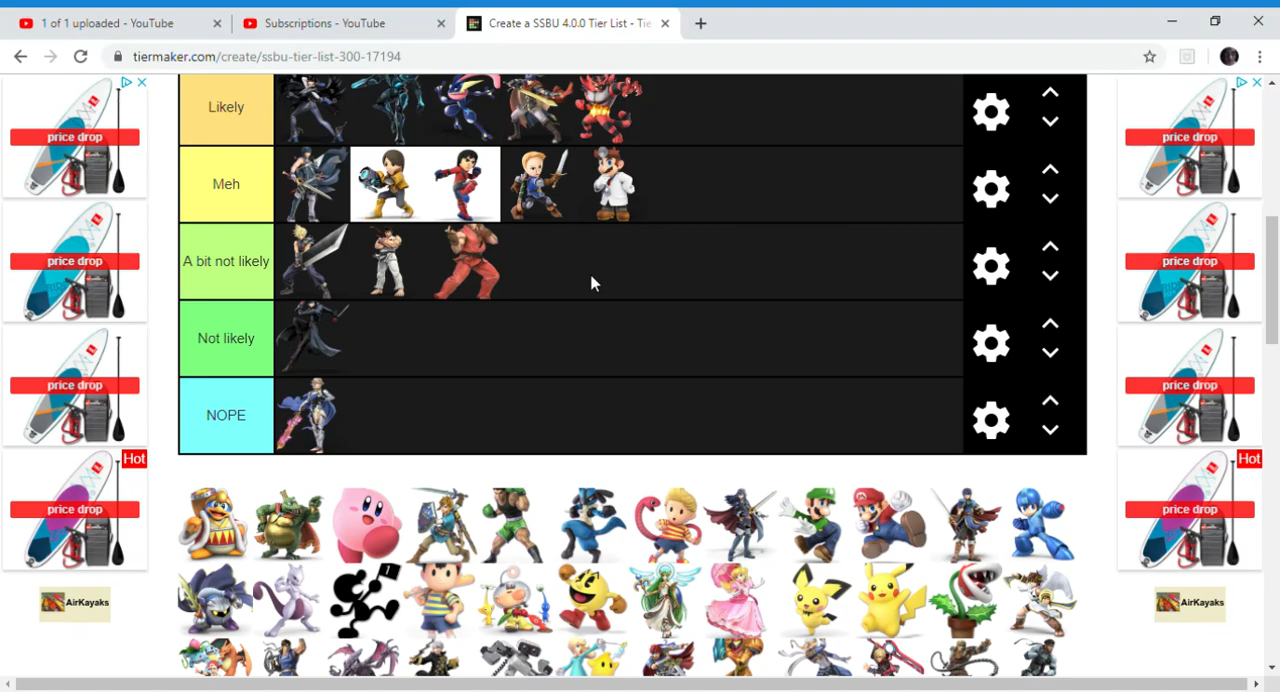 1 of 1 uploaded - YouTube
Subscriptions - YouTube
Create a SSBU 4.0.0 Tier List - Tie
tiermaker.com/create/ssbu-tier-list-300-17194
Likely
Meh
A bit not likely
Not likely
NOPE
price drop
price drop
price drop
Hot
price drop
AirKayaks
price drop
price drop
price drop
Hot
price drop
AirKayaks